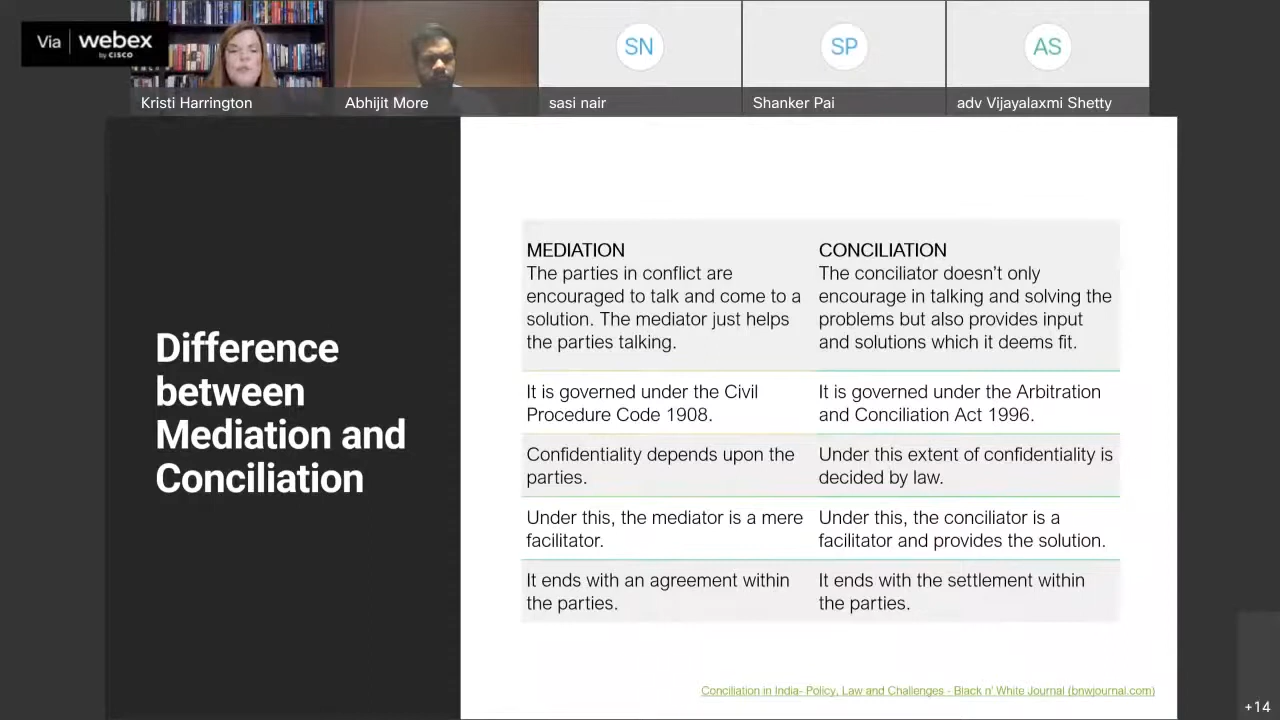 Via webex
by CISCO
SN
SP
AS
Kristi Harrington
Abhijit More
sasi nair
Shanker Pai
adv Vijayalaxmi Shetty
Difference
between
Mediation and
Conciliation
MEDIATION
The parties in conflict are
encouraged to talk and come to a
solution. The mediator just helps
the parties talking.
CONCILIATION
The conciliator doesn't only
encourage in talking and solving the
problems but also provides input
and solutions which it deems fit.
It is governed under the Civil
Procedure Code 1908.
It is governed under the Arbitration
and Conciliation Act 1996.
Confidentiality depends upon the
parties.
Under this extent of confidentiality is
decided by law.
Under this, the mediator is a mere
facilitator.
Under this, the conciliator is a
facilitator and provides the solution.
It ends with an agreement within
the parties.
It ends with the settlement within
the parties.
Conciliation in India- Policy, Law and Challenges - Black n' White Journal (bnwjournal.com)
+14